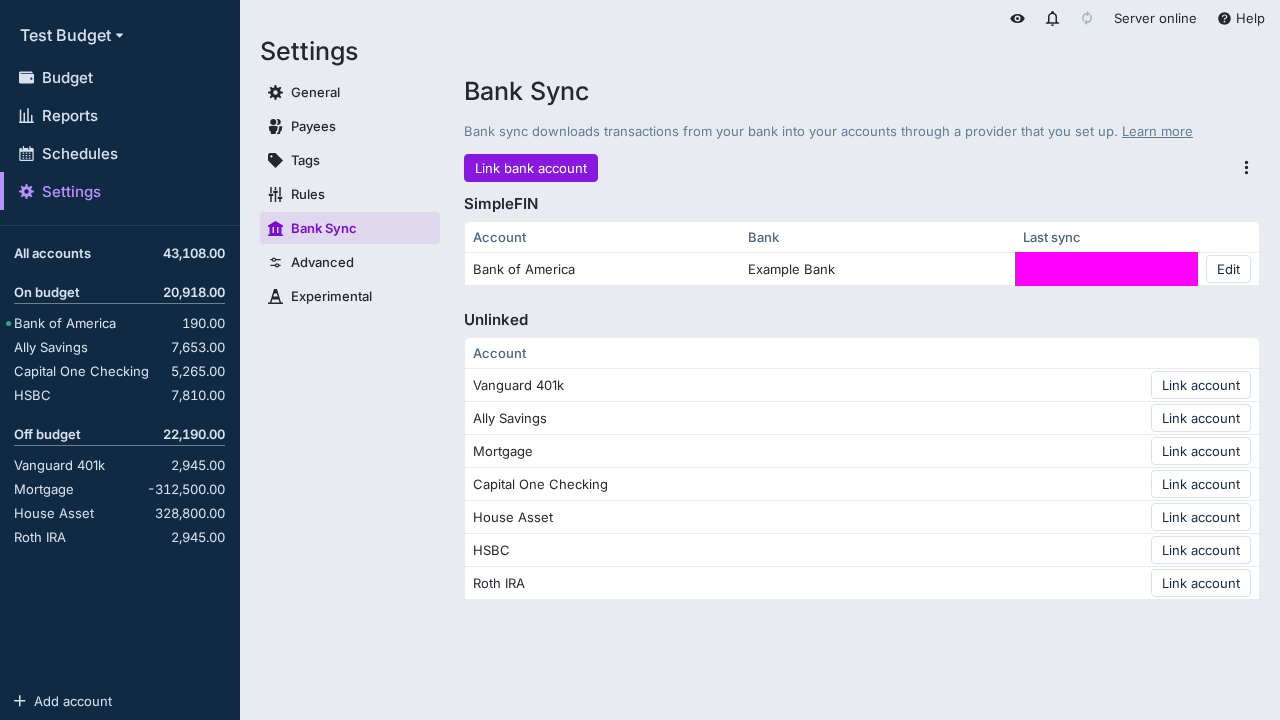 Test Budget
Budget
Reports
Schedules
Settings
All accounts 43,108.00
On budget 20,918.00
Bank of America 190.00
Ally Savings 7,653.00
Capital One Checking 5,265.00
HSBC 7,810.00
Off budget 22,190.00
Vanguard 401k 2,945.00
Mortgage -312,500.00
House Asset 328,800.00
Roth IRA 2,945.00
Add account
Server online
Help
Settings
General
Payees
Tags
Rules
Bank Sync
Advanced
Experimental
Bank Sync
Bank sync downloads transactions from your bank into your accounts through a provider that you set up. Learn more
Link bank account
SimpleFIN
Account Bank Last sync
Bank of America Example Bank Edit
Unlinked
Account
Vanguard 401k Link account
Ally Savings Link account
Mortgage Link account
Capital One Checking Link account
House Asset Link account
HSBC Link account
Roth IRA Link account